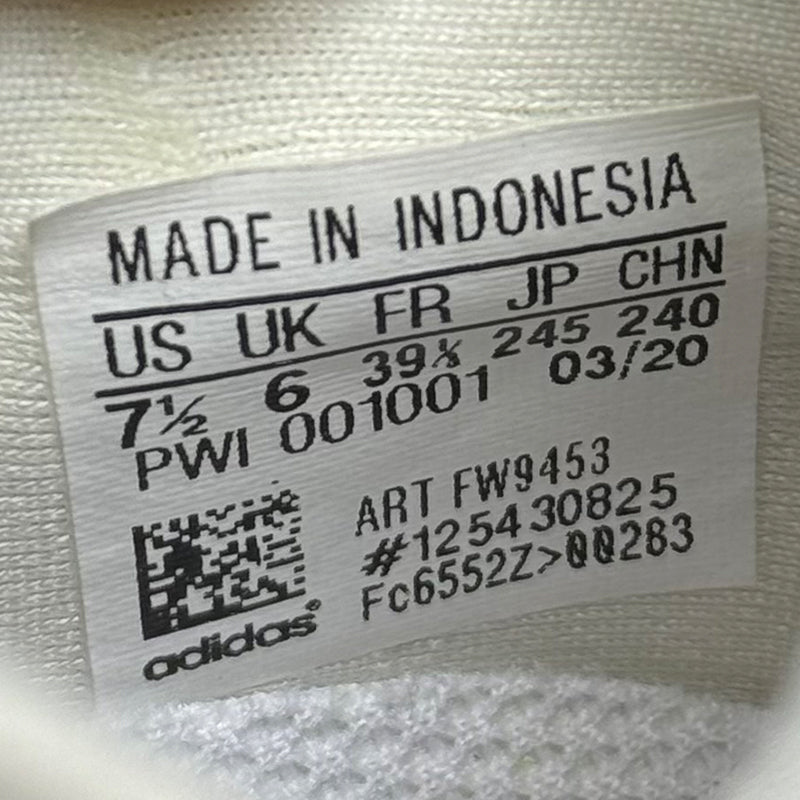 MADE IN INDONESIA
US UK FR JP CHN
7½ 6 39⅓ 245 240
PWI 001001 03/20
ART FW9453
#125430825
Fc6552Z>00283
adidas®